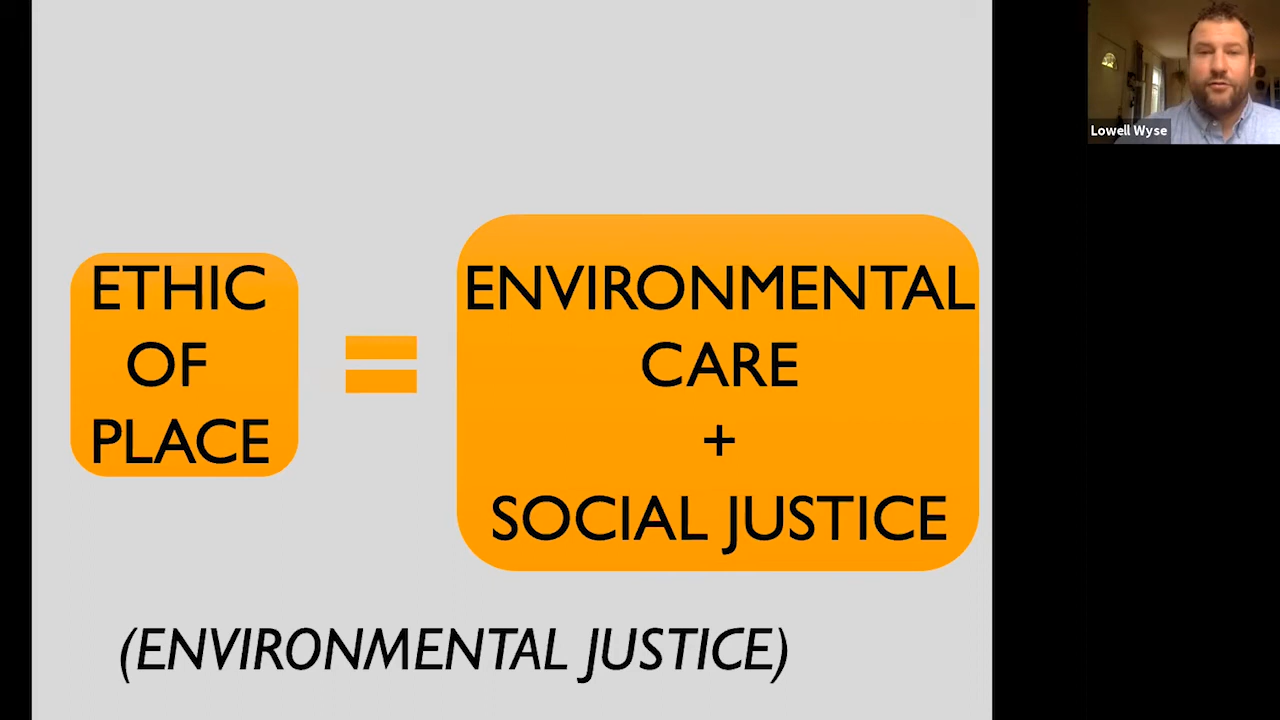 ETHIC
OF
PLACE
=
ENVIRONMENTAL
CARE
+
SOCIAL JUSTICE
(ENVIRONMENTAL JUSTICE)
Lowell Wyse